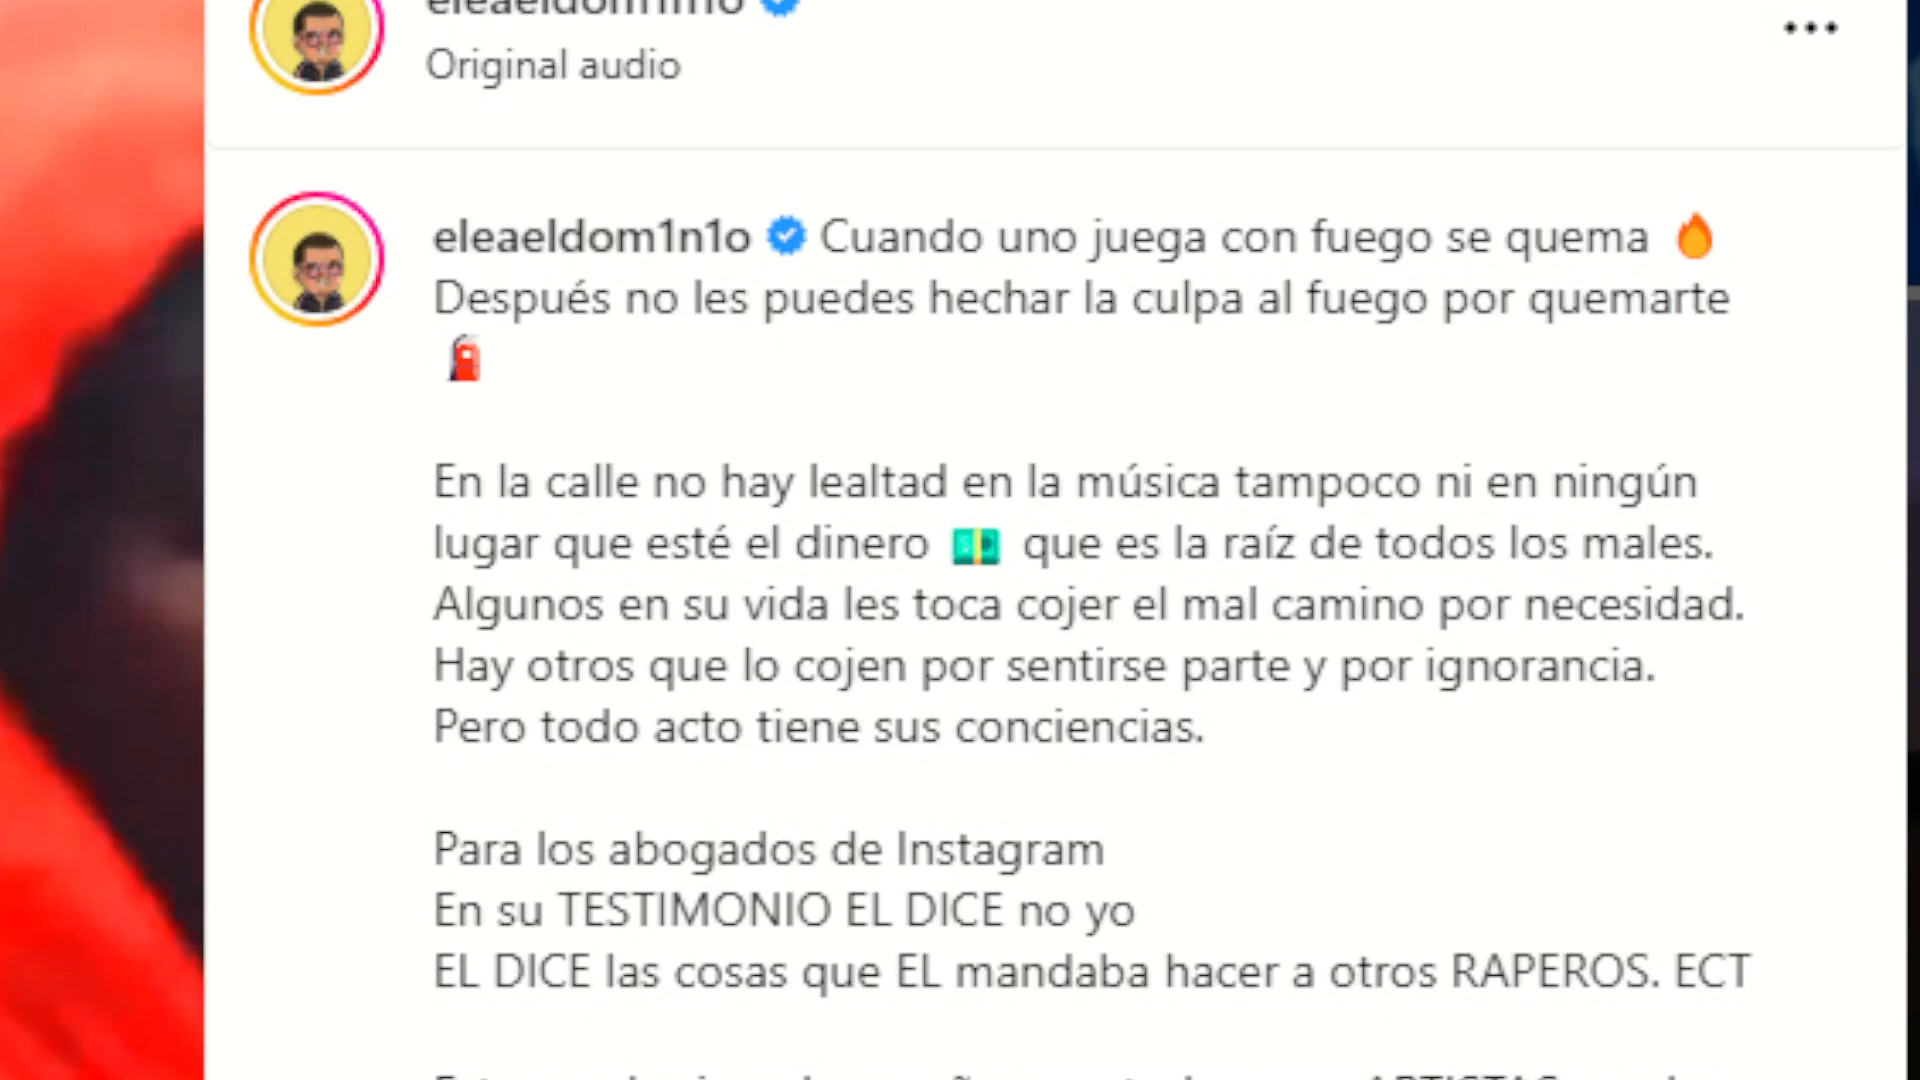 eleaeldom1n1o
Original audio
eleaeldom1n1o Cuando uno juega con fuego se quema 🔥
Después no les puedes hechar la culpa al fuego por quemarte
En la calle no hay lealtad en la música tampoco ni en ningún
lugar que esté el dinero 💵 que es la raíz de todos los males.
Algunos en su vida les toca cojer el mal camino por necesidad.
Hay otros que lo cojen por sentirse parte y por ignorancia.
Pero todo acto tiene sus conciencias.
Para los abogados de Instagram
En su TESTIMONIO EL DICE no yo
EL DICE las cosas que EL mandaba hacer a otros RAPEROS. ECT